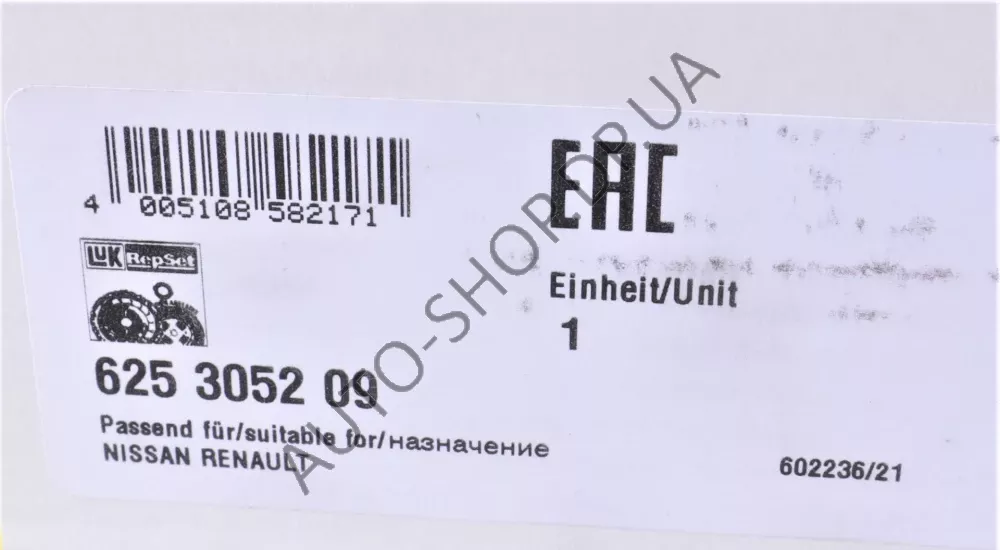 4 005108 582171
EAC
LUK RepSet
Einheit/Unit
1
625 3052 09
Passend für/suitable for/назначение
NISSAN RENAULT
602236/21
AUTO-SHOP.DP.UA